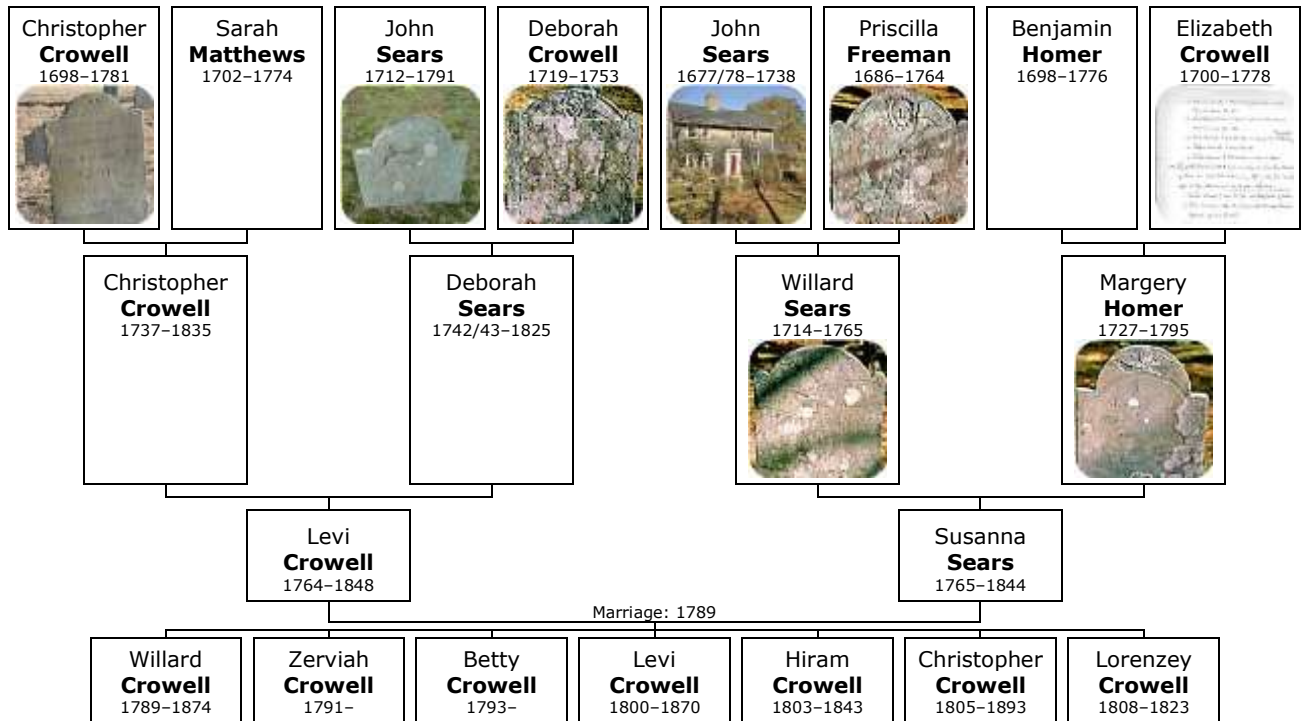 Christopher
Crowell
1698–1781
Sarah
Matthews
1702–1774
John
Sears
1712–1791
Deborah
Crowell
1719–1753
John
Sears
1677/78–1738
Priscilla
Freeman
1686–1764
Benjamin
Homer
1698–1776
Elizabeth
Crowell
1700–1778
Christopher
Crowell
1737–1835
Deborah
Sears
1742/43–1825
Willard
Sears
1714–1765
Margery
Homer
1727–1795
Levi
Crowell
1764–1848
Susanna
Sears
1765–1844
Marriage: 1789
Willard
Crowell
1789–1874
Zerviah
Crowell
1791–
Betty
Crowell
1793–
Levi
Crowell
1800–1870
Hiram
Crowell
1803–1843
Christopher
Crowell
1805–1893
Lorenzey
Crowell
1808–1823